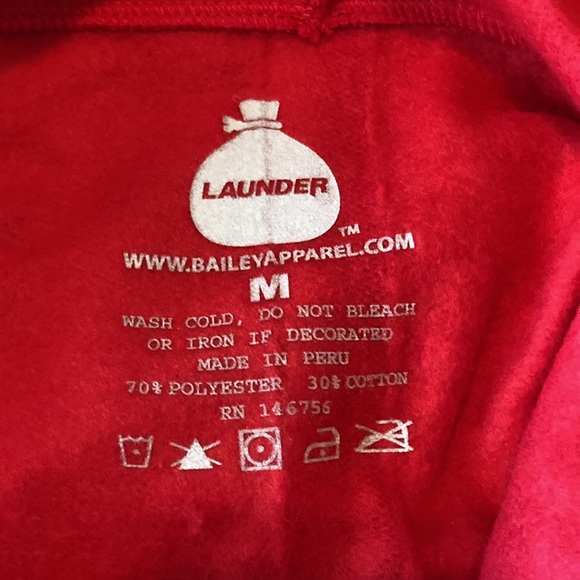 LAUNDER
TM
WWW.BAILEYAPPAREL.COM
M
WASH COLD, DO NOT BLEACH
OR IRON IF DECORATED
MADE IN PERU
70% POLYESTER 30% COTTON
RN 146756